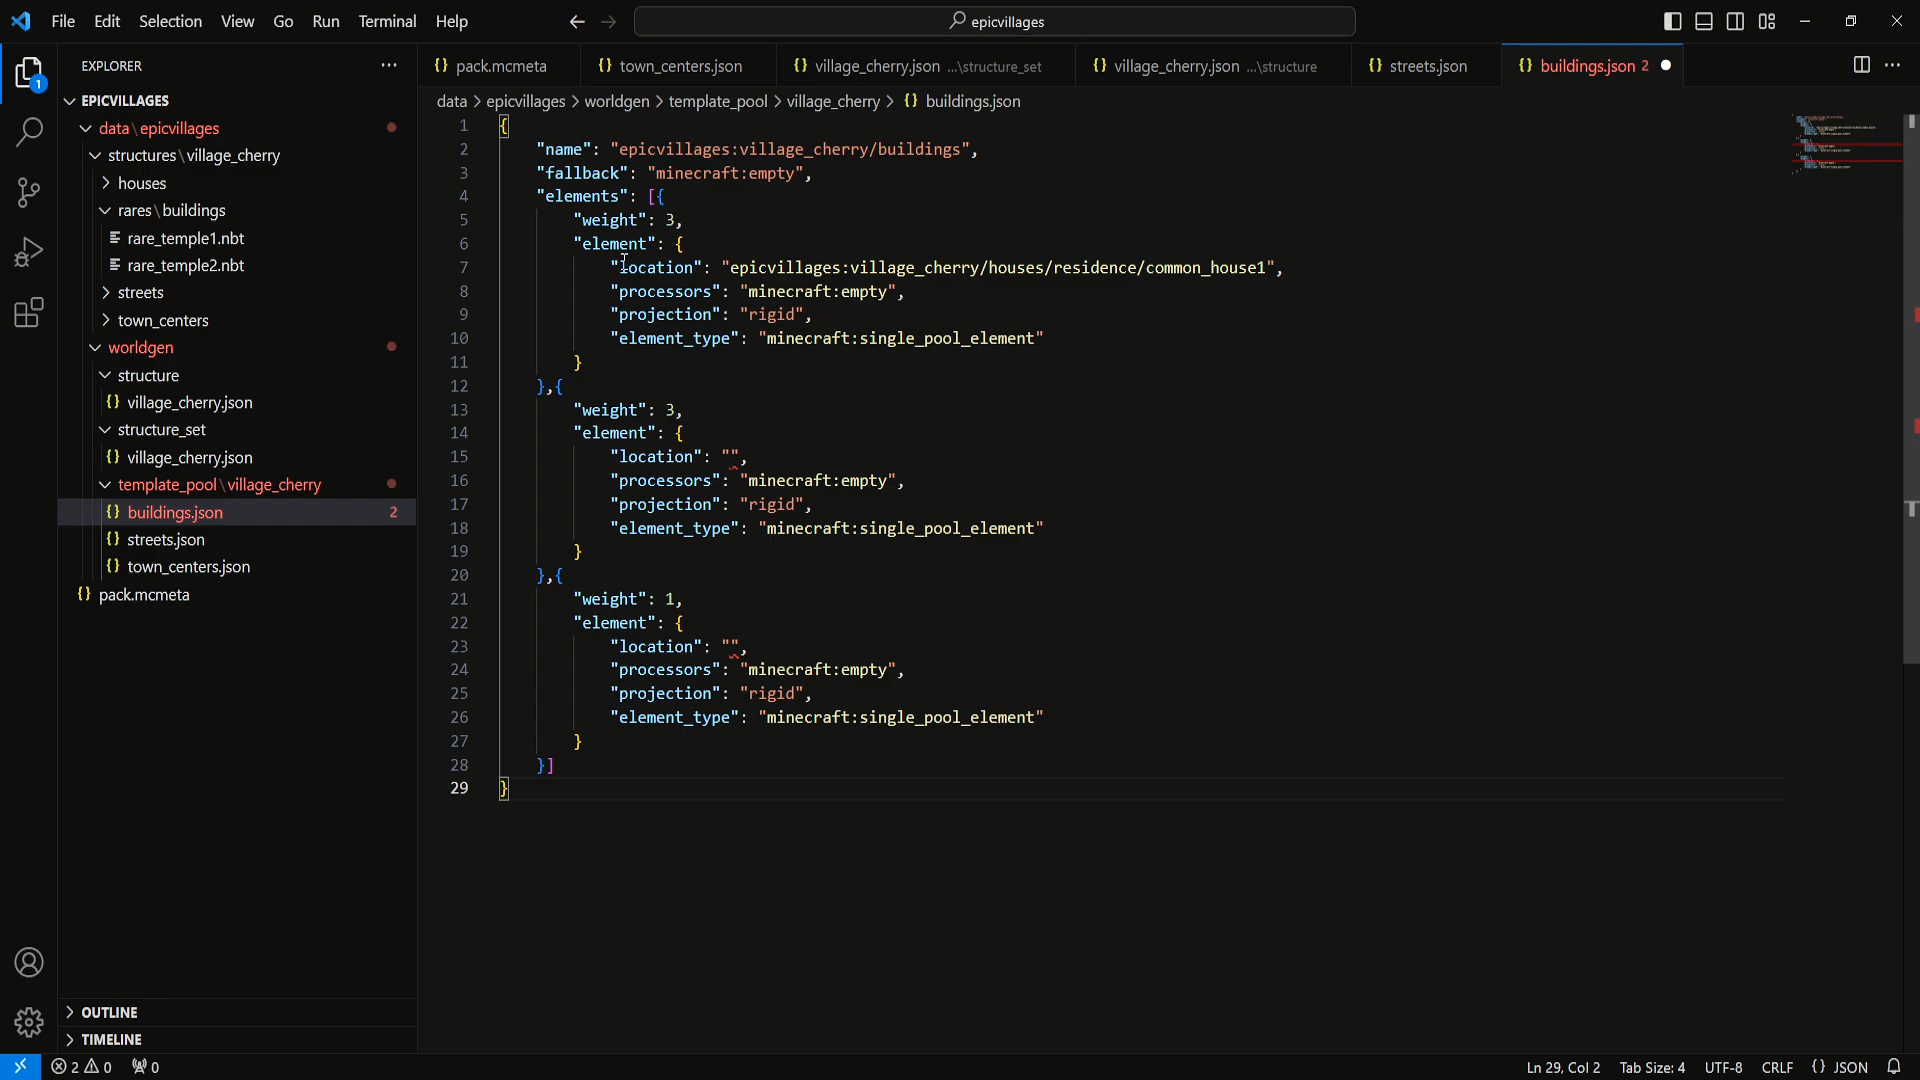 File Edit Selection View Go Run Terminal Help
epicvillages
EXPLORER
1
EPICVILLAGES
data\epicvillages
structures\village_cherry
houses
rares\buildings
rare_temple1.nbt
rare_temple2.nbt
streets
town_centers
worldgen
structure
village_cherry.json
structure_set
village_cherry.json
template_pool\village_cherry
buildings.json 2
streets.json
town_centers.json
pack.mcmeta
OUTLINE
TIMELINE
pack.mcmeta town_centers.json village_cherry.json ...\structure_set village_cherry.json ...\structure streets.json buildings.json 2
data > epicvillages > worldgen > template_pool > village_cherry > {} buildings.json
1 {
2 "name": "epicvillages:village_cherry/buildings",
3 "fallback": "minecraft:empty",
4 "elements": [{
5 "weight": 3,
6 "element": {
7 "location": "epicvillages:village_cherry/houses/residence/common_house1",
8 "processors": "minecraft:empty",
9 "projection": "rigid",
10 "element_type": "minecraft:single_pool_element"
11 }
12 },{
13 "weight": 3,
14 "element": {
15 "location": "",
16 "processors": "minecraft:empty",
17 "projection": "rigid",
18 "element_type": "minecraft:single_pool_element"
19 }
20 },{
21 "weight": 1,
22 "element": {
23 "location": "",
24 "processors": "minecraft:empty",
25 "projection": "rigid",
26 "element_type": "minecraft:single_pool_element"
27 }
28 }]
29 }
2 0 0 Ln 29, Col 2 Tab Size: 4 UTF-8 CRLF {} JSON